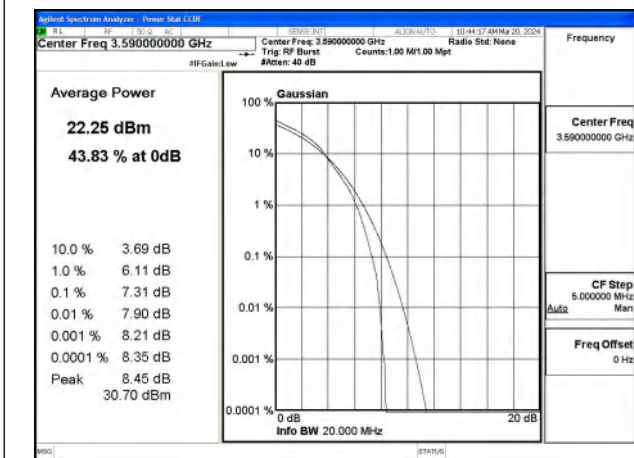 Agilent Spectrum Analyzer - Power Stat CCDF
RL RF 50 Ω AC SENSE:INT ALIGN AUTO 10:44:17 AM Mar 20, 2024
Center Freq 3.590000000 GHz
Center Freq: 3.590000000 GHz Radio Std: None
Trig: RF Burst Counts:1.00 M/1.00 Mpt
#IFGain:Low #Atten: 40 dB
Frequency
Average Power
22.25 dBm
43.83 % at 0dB
10.0 % 3.69 dB
1.0 % 6.11 dB
0.1 % 7.31 dB
0.01 % 7.90 dB
0.001 % 8.21 dB
0.0001 % 8.35 dB
Peak 8.45 dB
30.70 dBm
Gaussian
100 %
10 %
1 %
0.1 %
0.01 %
0.001 %
0.0001 %
0 dB 20 dB
Info BW 20.000 MHz
Center Freq
3.590000000 GHz
CF Step
5.000000 MHz
Auto Man
Freq Offset
0 Hz
MSG STATUS